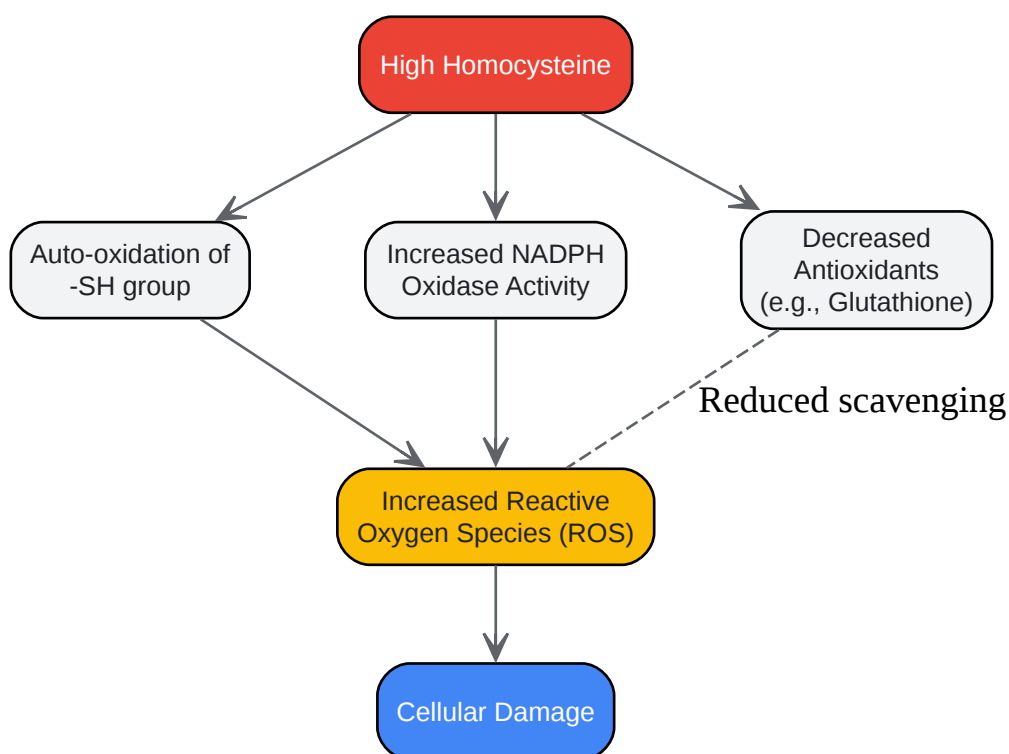 High Homocysteine
Auto-oxidation of
-SH group
Increased NADPH
Oxidase Activity
Decreased
Antioxidants
(e.g., Glutathione)
Reduced scavenging
Increased Reactive
Oxygen Species (ROS)
Cellular Damage